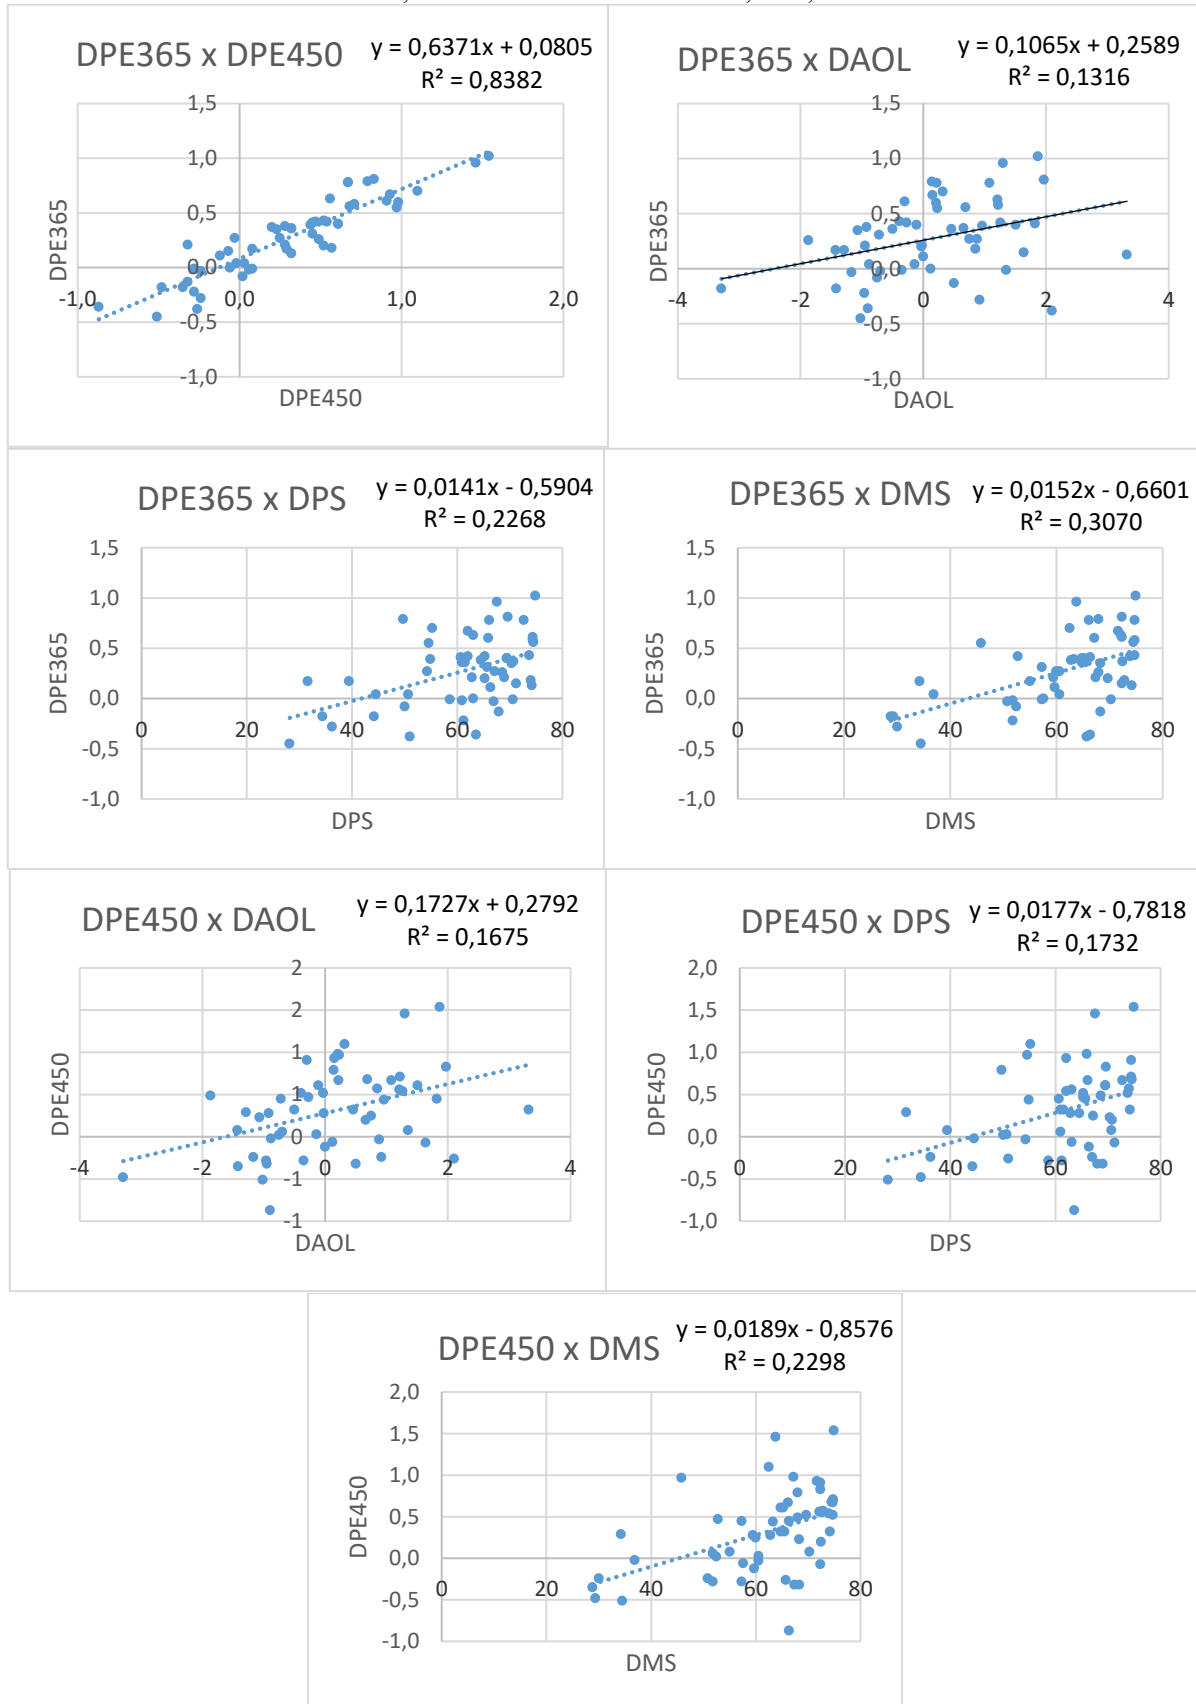 DPE365 x DPE450
y = 0,6371x + 0,0805
R² = 0,8382
1,5
1,0
0,5
0,0
-0,5
-1,0
-1,0
0,0
1,0
2,0
DPE365
DPE450
DPE365 x DAOL
y = 0,1065x + 0,2589
R² = 0,1316
1,5
1,0
0,5
0,0
-0,5
-1,0
-4
-2
0
2
4
DPE365
DAOL
DPE365 x DPS
y = 0,0141x - 0,5904
R² = 0,2268
1,5
1,0
0,5
0,0
-0,5
-1,0
0
20
40
60
80
DPE365
DPS
DPE365 x DMS
y = 0,0152x - 0,6601
R² = 0,3070
1,5
1,0
0,5
0,0
-0,5
-1,0
0
20
40
60
80
DPE365
DMS
DPE450 x DAOL
y = 0,1727x + 0,2792
R² = 0,1675
2
2
1
1
0
-1
-1
-4
-2
0
2
4
DPE450
DAOL
DPE450 x DPS
y = 0,0177x - 0,7818
R² = 0,1732
2,0
1,5
1,0
0,5
0,0
-0,5
-1,0
0
20
40
60
80
DPE450
DPS
DPE450 x DMS
y = 0,0189x - 0,8576
R² = 0,2298
2,0
1,5
1,0
0,5
0,0
-0,5
-1,0
0
20
40
60
80
DPE450
DMS